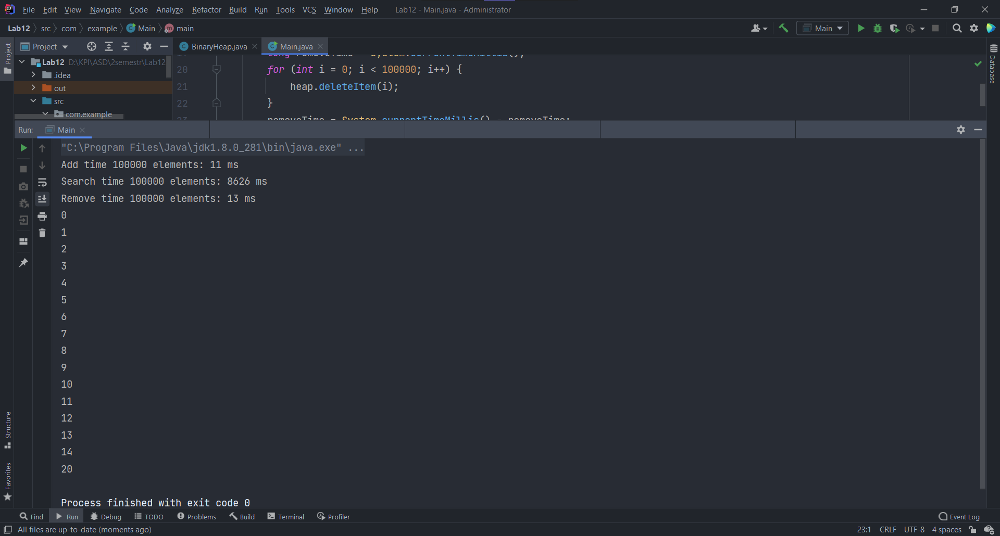 File Edit View Navigate Code Analyze Refactor Build Run Tools VCS Window Help Lab12 - Main.java - Administrator
Lab12 src com example Main main
Main
Project
Project
BinaryHeap.java
Main.java
Database
Lab12 D:\KPI\ASD\2semestr\Lab12
.idea
out
src
com.example
20 for (int i = 0; i < 100000; i++) {
21 heap.deleteItem(i);
22 }
23 removeTime = System.currentTimeMillis() - removeTime;
Run: Main
"C:\Program Files\Java\jdk1.8.0_281\bin\java.exe" ...
Add time 100000 elements: 11 ms
Search time 100000 elements: 8626 ms
Remove time 100000 elements: 13 ms
0
1
2
3
4
5
6
7
8
9
10
11
12
13
14
20
Process finished with exit code 0
Structure
Favorites
Find Run Debug TODO Problems Build Terminal Profiler Event Log
All files are up-to-date (moments ago) 23:1 CRLF UTF-8 4 spaces